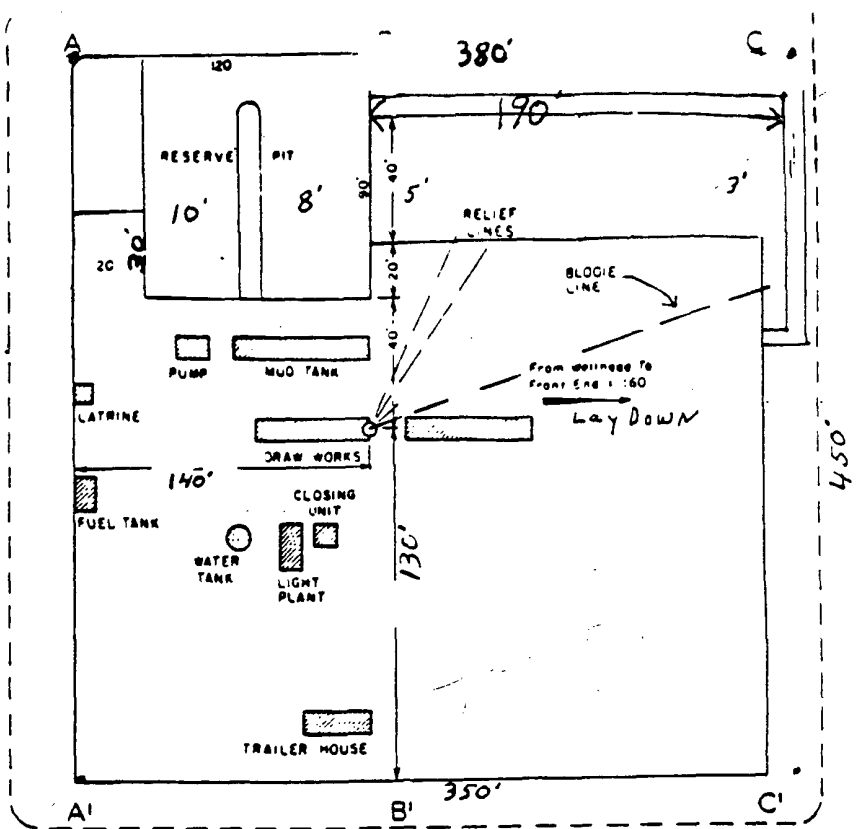 A
380'
C
120
190'
RESERVE PIT
10'
8'
90'
40'
5'
3'
RELIEF
LINES
20
30'
20'
BLOOIE
LINE
40'
PUMP
MUD TANK
From Wellhead To
Front End
LATRINE
Lay DOWN
DRAW WORKS
140'
450'
FUEL TANK
CLOSING
UNIT
WATER
TANK
LIGHT
PLANT
130'
TRAILER HOUSE
350'
A'
B'
C'